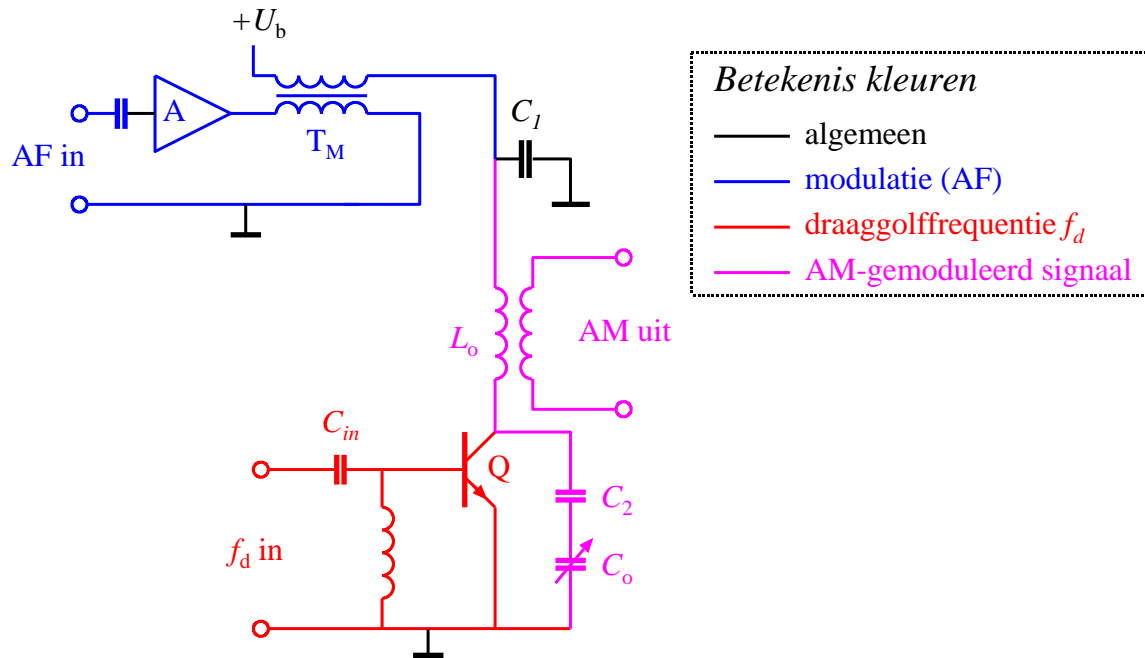 +U_b
A
AF in
T_M
C_1
L_o
AM uit
C_in
Q
C_2
f_d in
C_o
Betekenis kleuren
algemeen
modulatie (AF)
draaggolffrequentie f_d
AM-gemoduleerd signaal